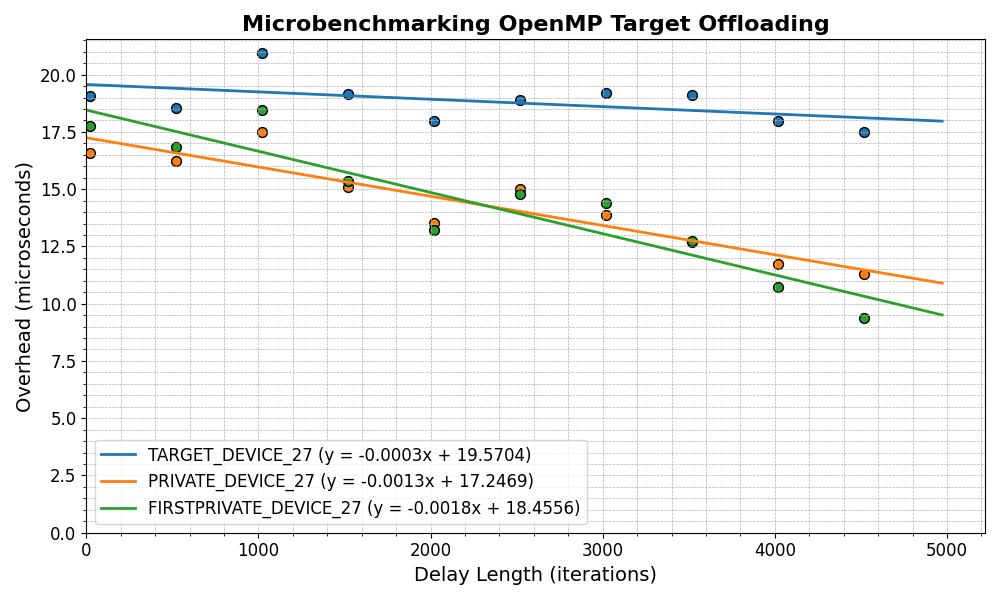 Microbenchmarking OpenMP Target Offloading
Overhead (microseconds)
20.0
17.5
15.0
12.5
10.0
7.5
5.0
2.5
0.0
TARGET_DEVICE_27 (y = -0.0003x + 19.5704)
PRIVATE_DEVICE_27 (y = -0.0013x + 17.2469)
FIRSTPRIVATE_DEVICE_27 (y = -0.0018x + 18.4556)
0 1000 2000 3000 4000 5000
Delay Length (iterations)